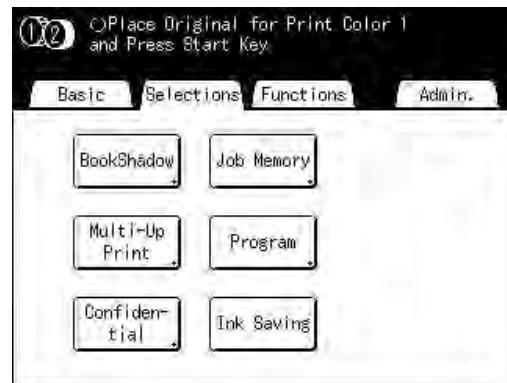 ①② ○Place Original for Print Color 1
and Press Start Key
Basic Selections Functions Admin.
BookShadow Job Memory
Multi-Up
Print
Program
Confiden-
tial
Ink Saving